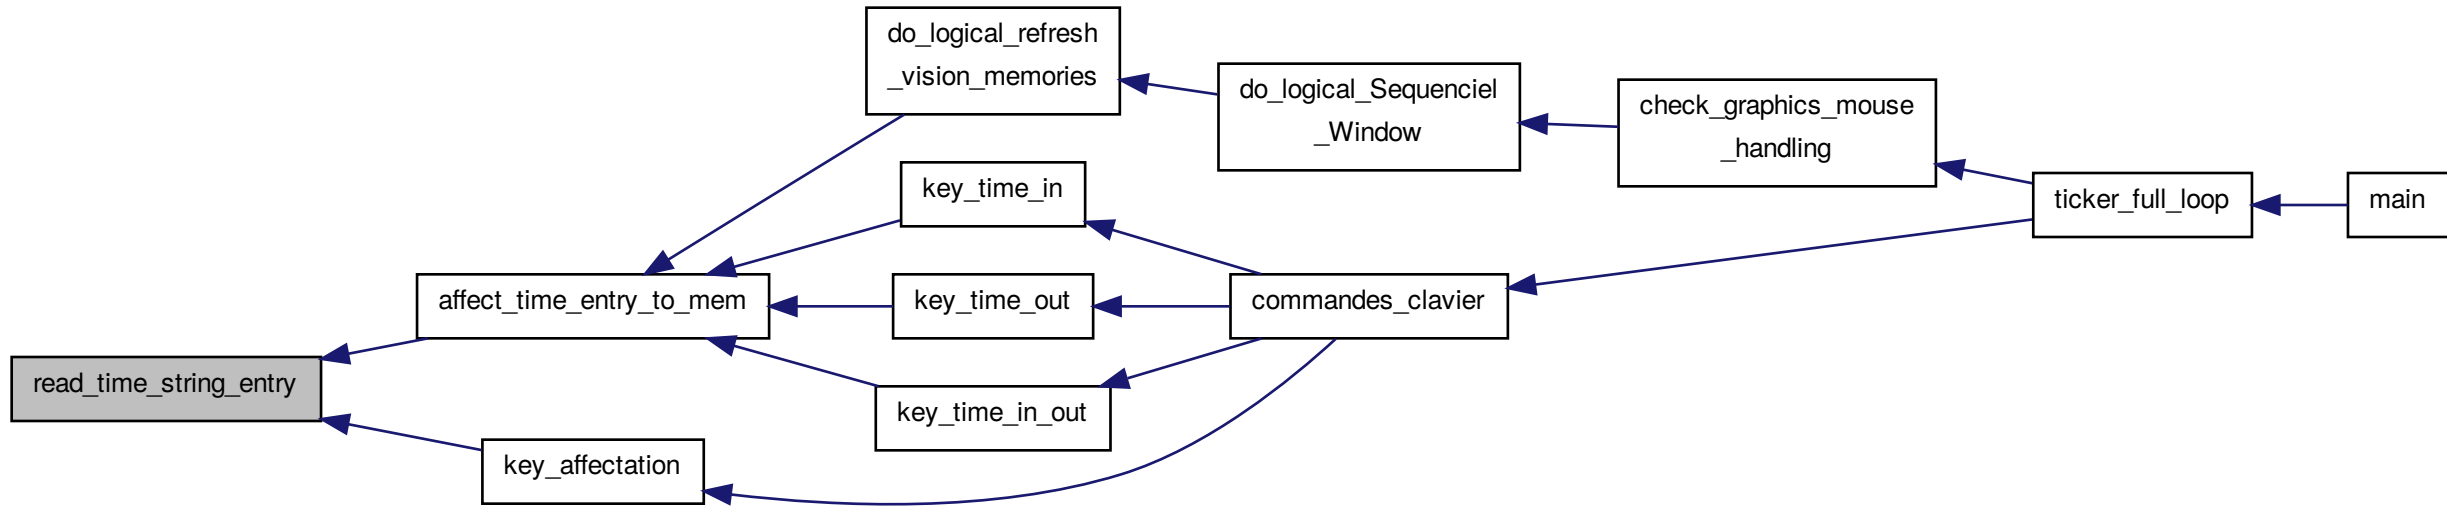 do_logical_refresh
_vision_memories
do_logical_Sequenciel
_Window
check_graphics_mouse
_handling
key_time_in
ticker_full_loop
main
affect_time_entry_to_mem
key_time_out
commandes_clavier
read_time_string_entry
key_time_in_out
key_affectation